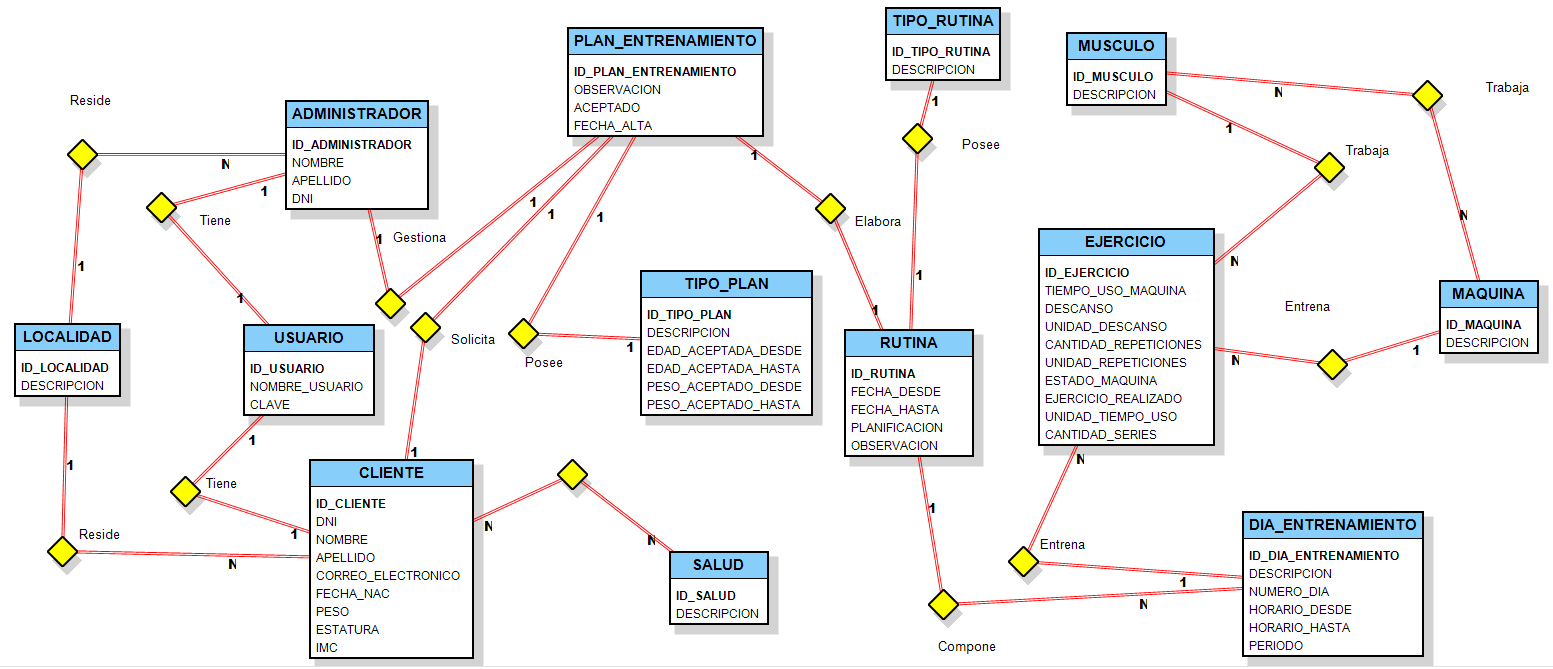 TIPO_RUTINA
ID_TIPO_RUTINA
DESCRIPCION
PLAN_ENTRENAMIENTO
ID_PLAN_ENTRENAMIENTO
OBSERVACION
ACEPTADO
FECHA_ALTA
MUSCULO
ID_MUSCULO
DESCRIPCION
Trabaja
N
1
Reside
ADMINISTRADOR
ID_ADMINISTRADOR
NOMBRE
APELLIDO
DNI
1
1
Posee
Trabaja
N
1
N
Tiene
1
1
1
1
Elabora
Gestiona
1
N
1
1
1
1
N
EJERCICIO
ID_EJERCICIO
TIEMPO_USO_MAQUINA
DESCANSO
UNIDAD_DESCANSO
CANTIDAD_REPETICIONES
UNIDAD_REPETICIONES
ESTADO_MAQUINA
EJERCICIO_REALIZADO
UNIDAD_TIEMPO_USO
CANTIDAD_SERIES
TIPO_PLAN
ID_TIPO_PLAN
DESCRIPCION
EDAD_ACEPTADA_DESDE
EDAD_ACEPTADA_HASTA
PESO_ACEPTADO_DESDE
PESO_ACEPTADO_HASTA
MAQUINA
ID_MAQUINA
DESCRIPCION
Entrena
N
1
LOCALIDAD
ID_LOCALIDAD
DESCRIPCION
USUARIO
ID_USUARIO
NOMBRE_USUARIO
CLAVE
Solicita
Posee
1
RUTINA
ID_RUTINA
FECHA_DESDE
FECHA_HASTA
PLANIFICACION
OBSERVACION
1
1
1
N
Tiene
1
CLIENTE
ID_CLIENTE
DNI
NOMBRE
APELLIDO
CORREO_ELECTRONICO
FECHA_NAC
PESO
ESTATURA
IMC
Reside
N
N
N
SALUD
ID_SALUD
DESCRIPCION
1
Entrena
1
N
Compone
DIA_ENTRENAMIENTO
ID_DIA_ENTRENAMIENTO
DESCRIPCION
NUMERO_DIA
HORARIO_DESDE
HORARIO_HASTA
PERIODO